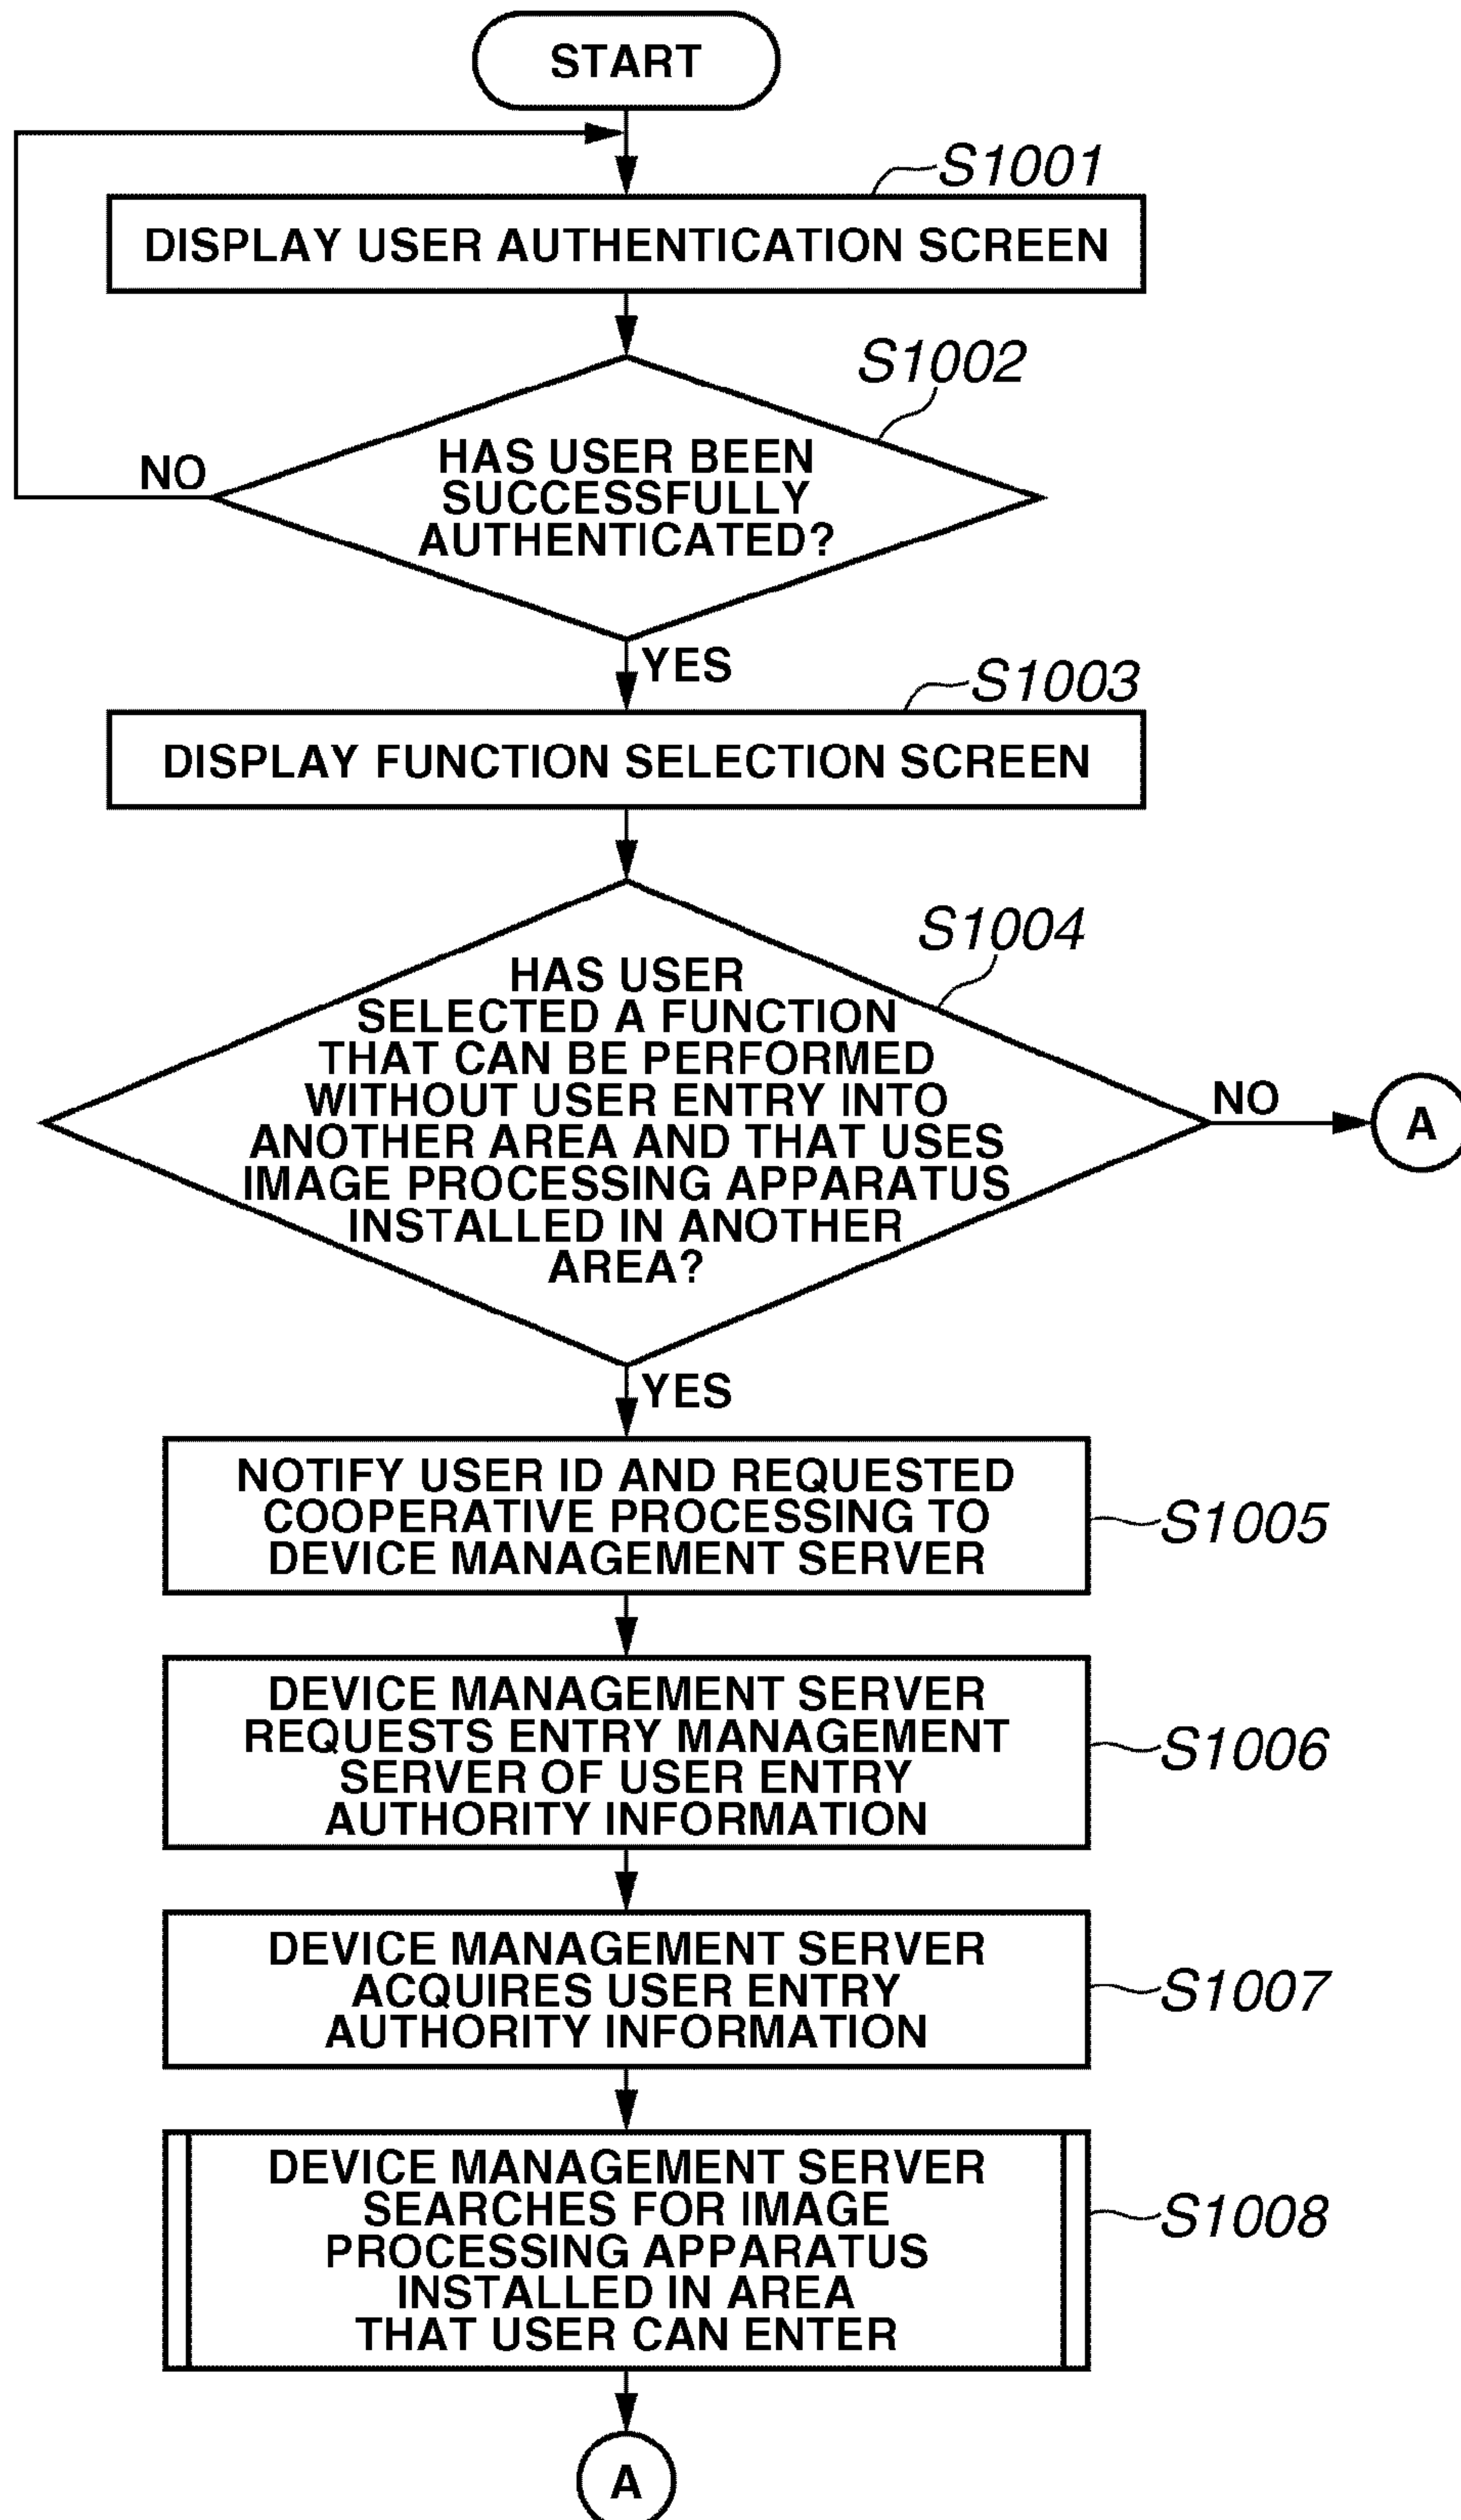 START
S1001
DISPLAY USER AUTHENTICATION SCREEN
S1002
HAS USER BEEN
SUCCESSFULLY
AUTHENTICATED?
NO
YES
S1003
DISPLAY FUNCTION SELECTION SCREEN
S1004
HAS USER
SELECTED A FUNCTION
THAT CAN BE PERFORMED
WITHOUT USER ENTRY INTO
ANOTHER AREA AND THAT USES
IMAGE PROCESSING APPARATUS
INSTALLED IN ANOTHER
AREA?
NO
A
YES
NOTIFY USER ID AND REQUESTED
COOPERATIVE PROCESSING TO
DEVICE MANAGEMENT SERVER
S1005
DEVICE MANAGEMENT SERVER
REQUESTS ENTRY MANAGEMENT
SERVER OF USER ENTRY
AUTHORITY INFORMATION
S1006
DEVICE MANAGEMENT SERVER
ACQUIRES USER ENTRY
AUTHORITY INFORMATION
S1007
DEVICE MANAGEMENT SERVER
SEARCHES FOR IMAGE
PROCESSING APPARATUS
INSTALLED IN AREA
THAT USER CAN ENTER
S1008
A